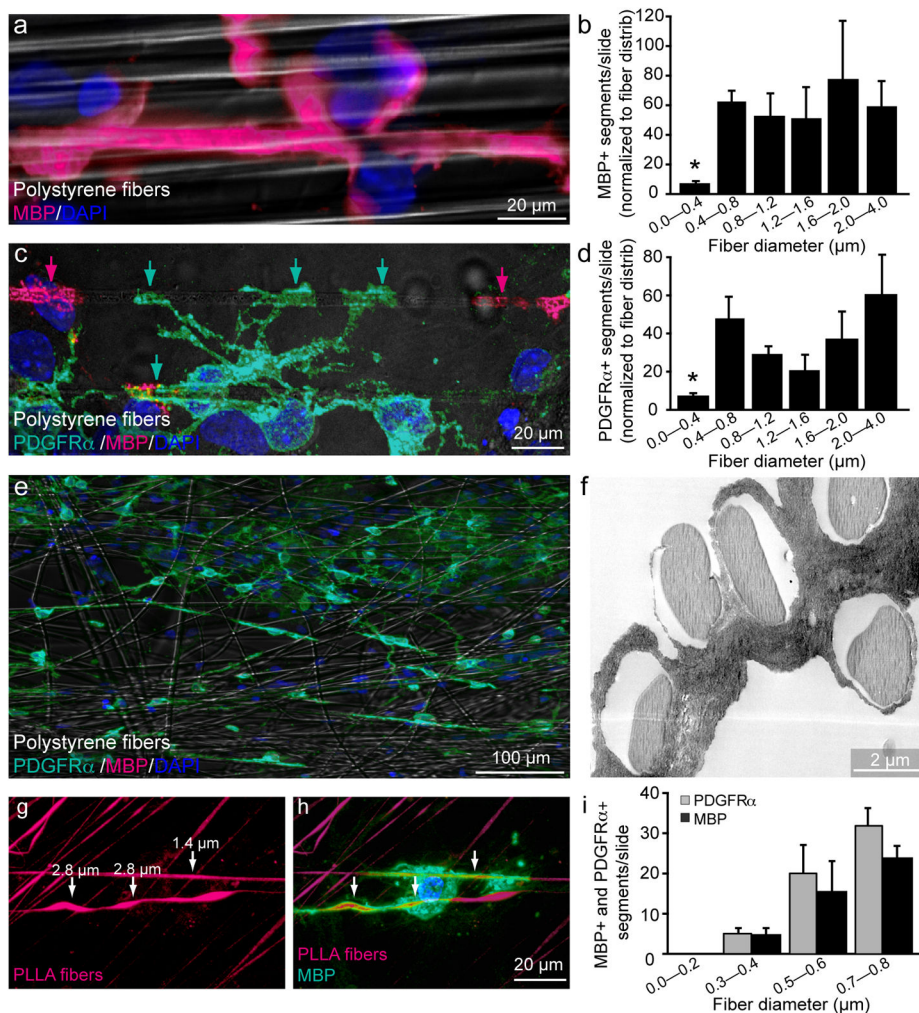 a
Polystyrene fibers
MBP/DAPI
20 µm
b
MBP+ segments/slide
(normalized to fiber distrib)
120
100
80
60
40
20
0
*
0.0—0.4
0.4—0.8
0.8—1.2
1.2—1.6
1.6—2.0
2.0—4.0
Fiber diameter (µm)
c
Polystyrene fibers
PDGFRα/MBP/DAPI
20 µm
d
PDGFRα+ segments/slide
(normalized to fiber distrib)
80
60
40
20
0
*
0.0—0.4
0.4—0.8
0.8—1.2
1.2—1.6
1.6—2.0
2.0—4.0
Fiber diameter (µm)
e
Polystyrene fibers
PDGFRα/MBP/DAPI
100 µm
f
2 µm
g
2.8 µm
2.8 µm
1.4 µm
PLLA fibers
h
PLLA fibers
MBP
20 µm
i
PDGFRα
MBP
MBP+ and PDGFRα+
segments/slide
40
30
20
10
0
0.0—0.2
0.3—0.4
0.5—0.6
0.7—0.8
Fiber diameter (µm)